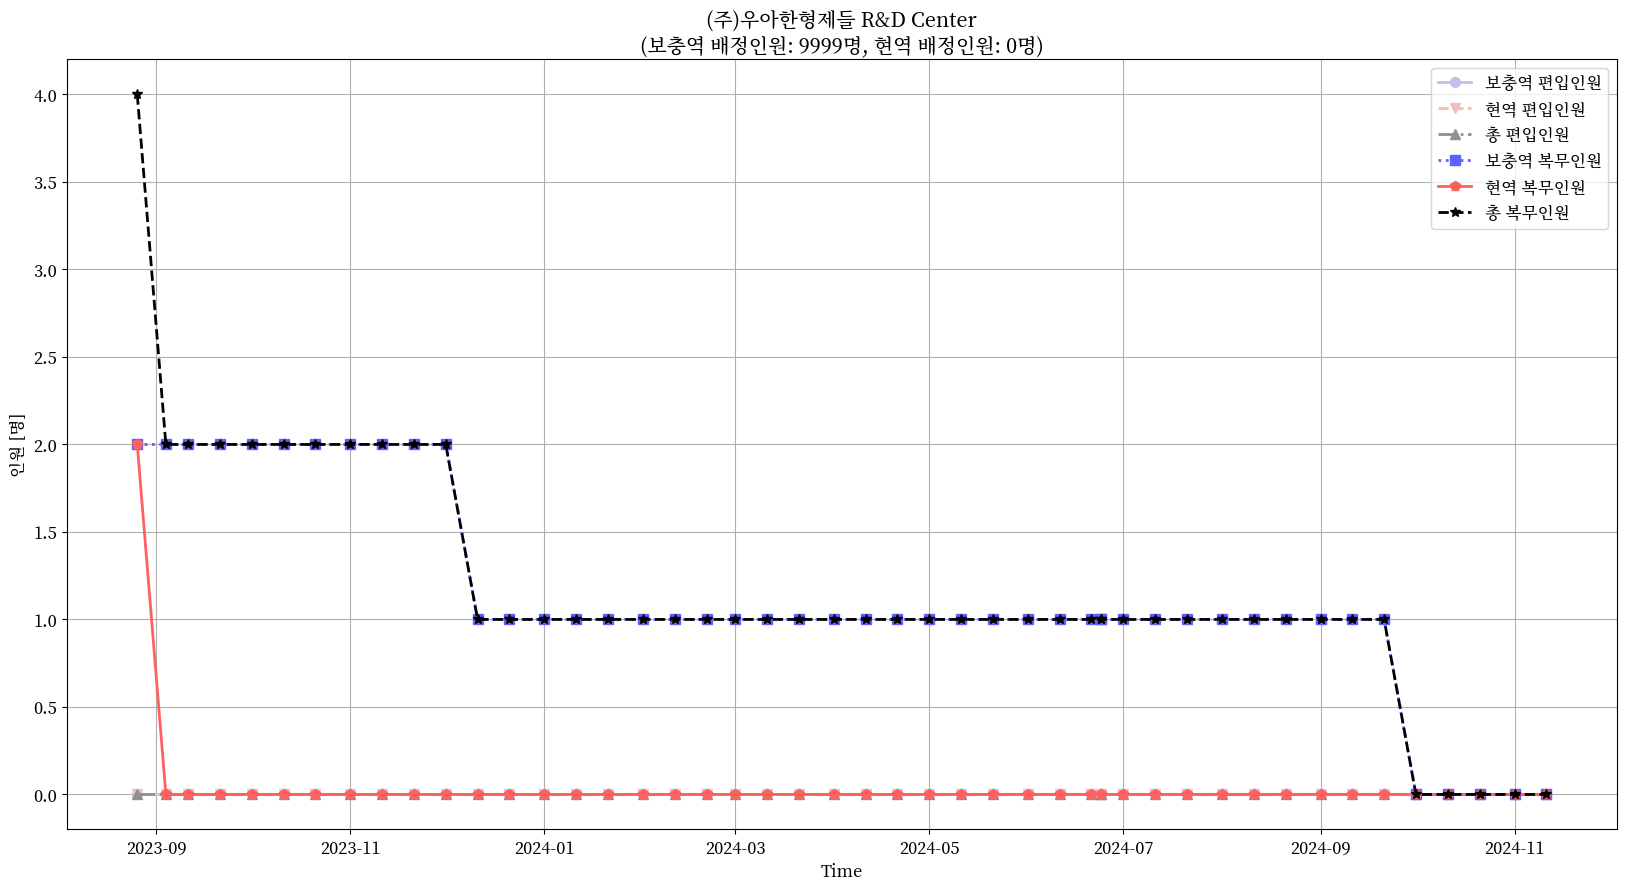 (주)우아한형제들 R&D Center
(보충역 배정인원: 9999명, 현역 배정인원: 0명)
보충역 편입인원
현역 편입인원
총 편입인원
보충역 복무인원
현역 복무인원
총 복무인원
인원 [명]
4.0
3.5
3.0
2.5
2.0
1.5
1.0
0.5
0.0
2023-09
2023-11
2024-01
2024-03
2024-05
2024-07
2024-09
2024-11
Time